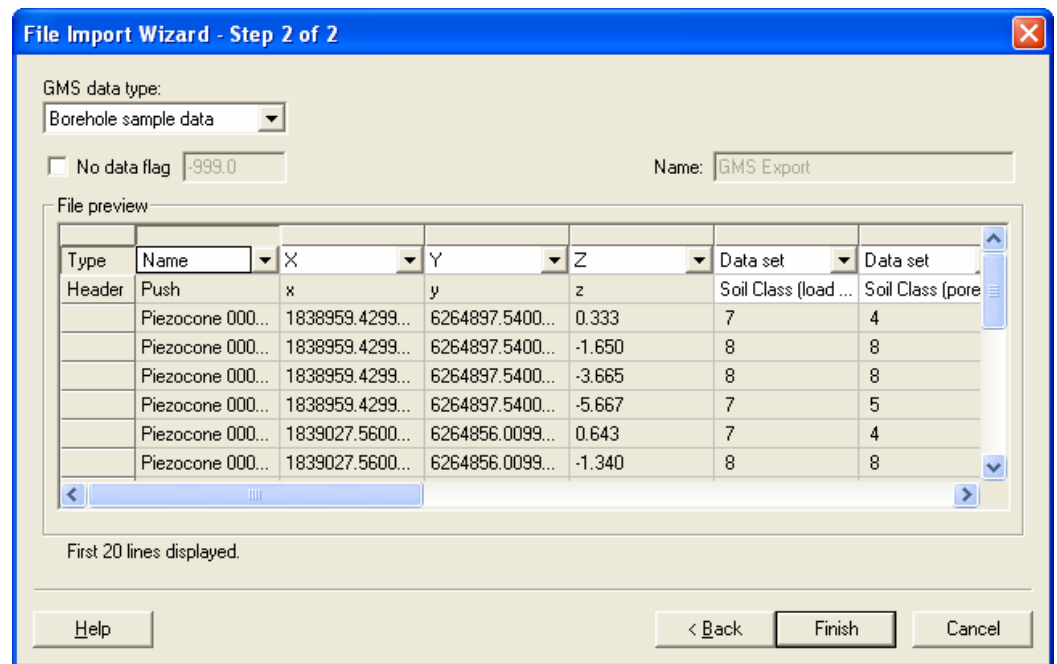 File Import Wizard - Step 2 of 2
GMS data type:
Borehole sample data
No data flag -999.0 Name: GMS Export
File preview
Type Name X Y Z Data set Data set
Header Push x y z Soil Class (load ... Soil Class (pore
Piezocone 000... 1838959.4299... 6264897.5400... 0.333 7 4
Piezocone 000... 1838959.4299... 6264897.5400... -1.650 8 8
Piezocone 000... 1838959.4299... 6264897.5400... -3.665 8 8
Piezocone 000... 1838959.4299... 6264897.5400... -5.667 7 5
Piezocone 000... 1839027.5600... 6264856.0099... 0.643 7 4
Piezocone 000... 1839027.5600... 6264856.0099... -1.340 8 8
First 20 lines displayed.
Help < Back Finish Cancel